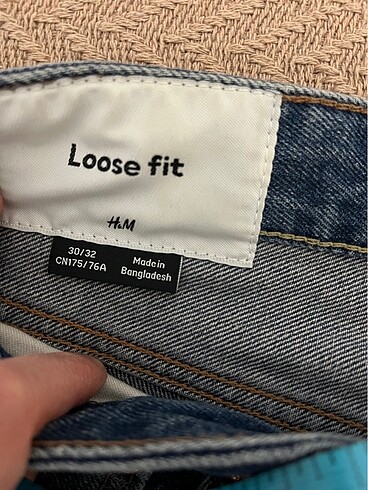 Loose fit
H&M
30/32
CN175/76A
Made in
Bangladesh